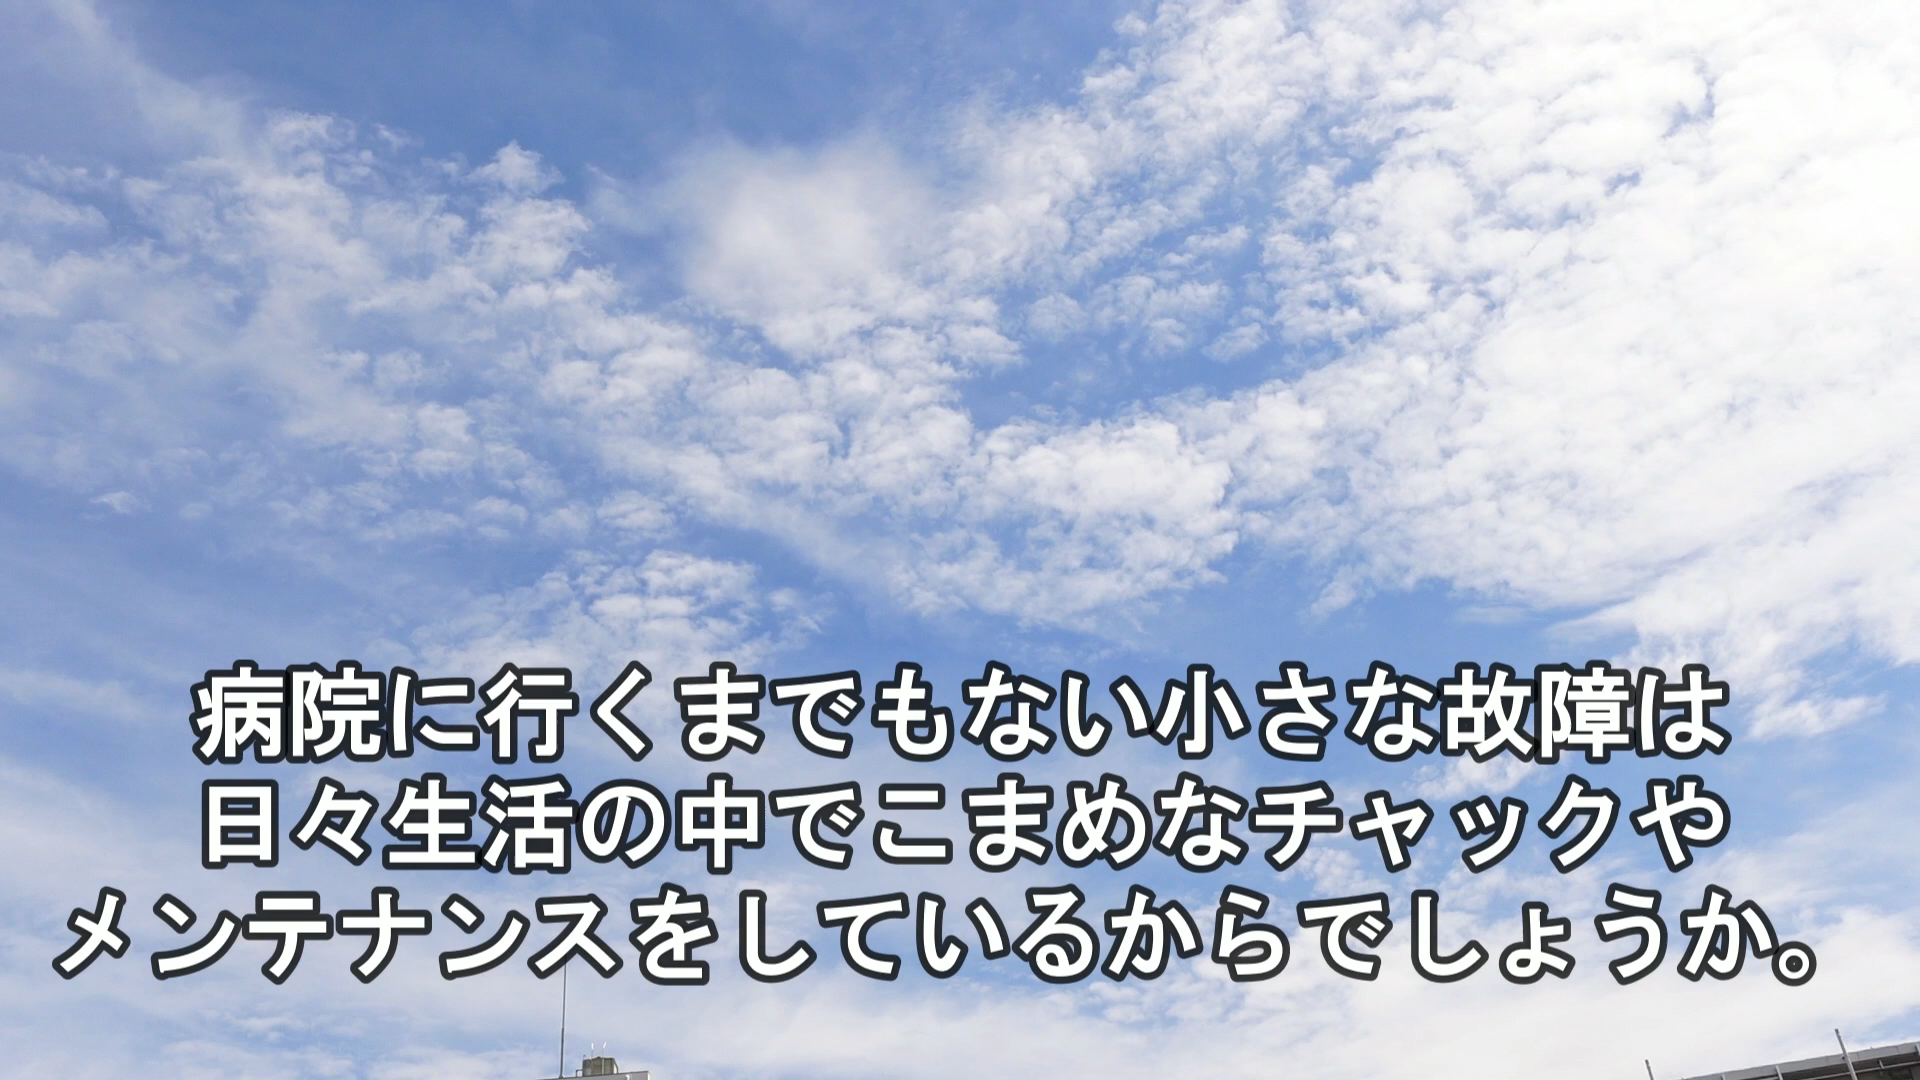 病院に行くまでもない小さな故障は
日々生活の中でこまめなチャックや
メンテナンスをしているからでしょうか。